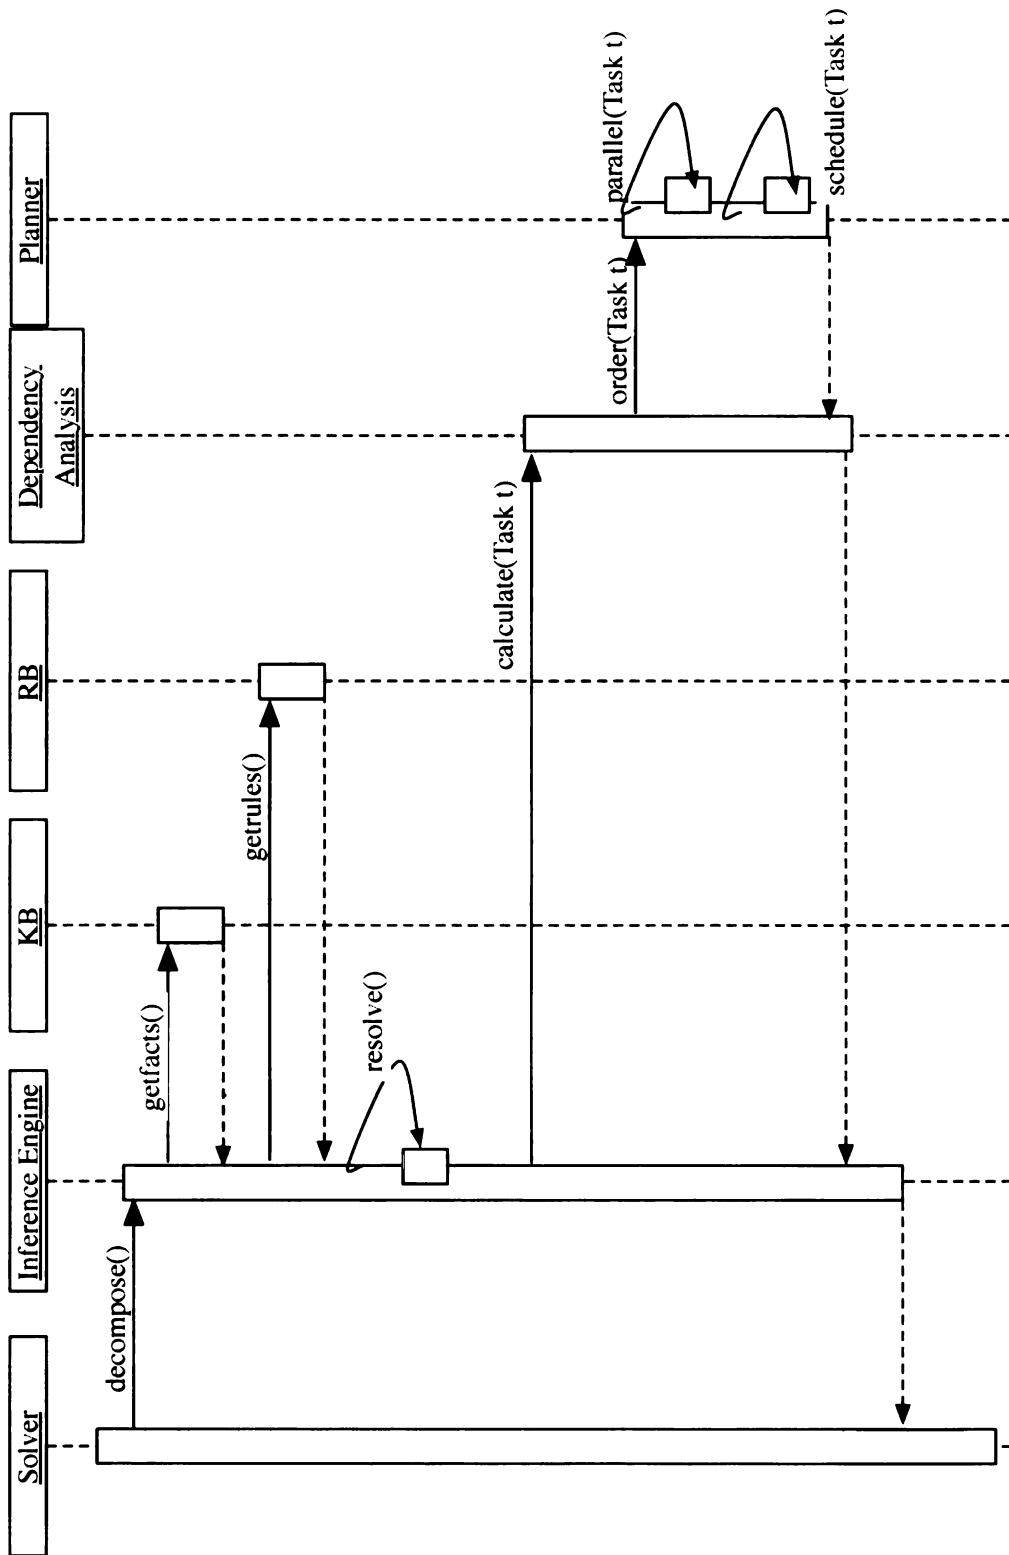 Solver
Inference Engine
KB
RB
Dependency
Analysis
Planner
decompose()
getfacts()
getrules()
resolve()
calculate(Task t)
order(Task t)
parallel(Task t)
schedule(Task t)